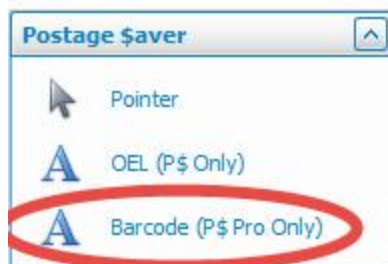 Postage $aver
Pointer
OEL (P$ Only)
Barcode (P$ Pro Only)